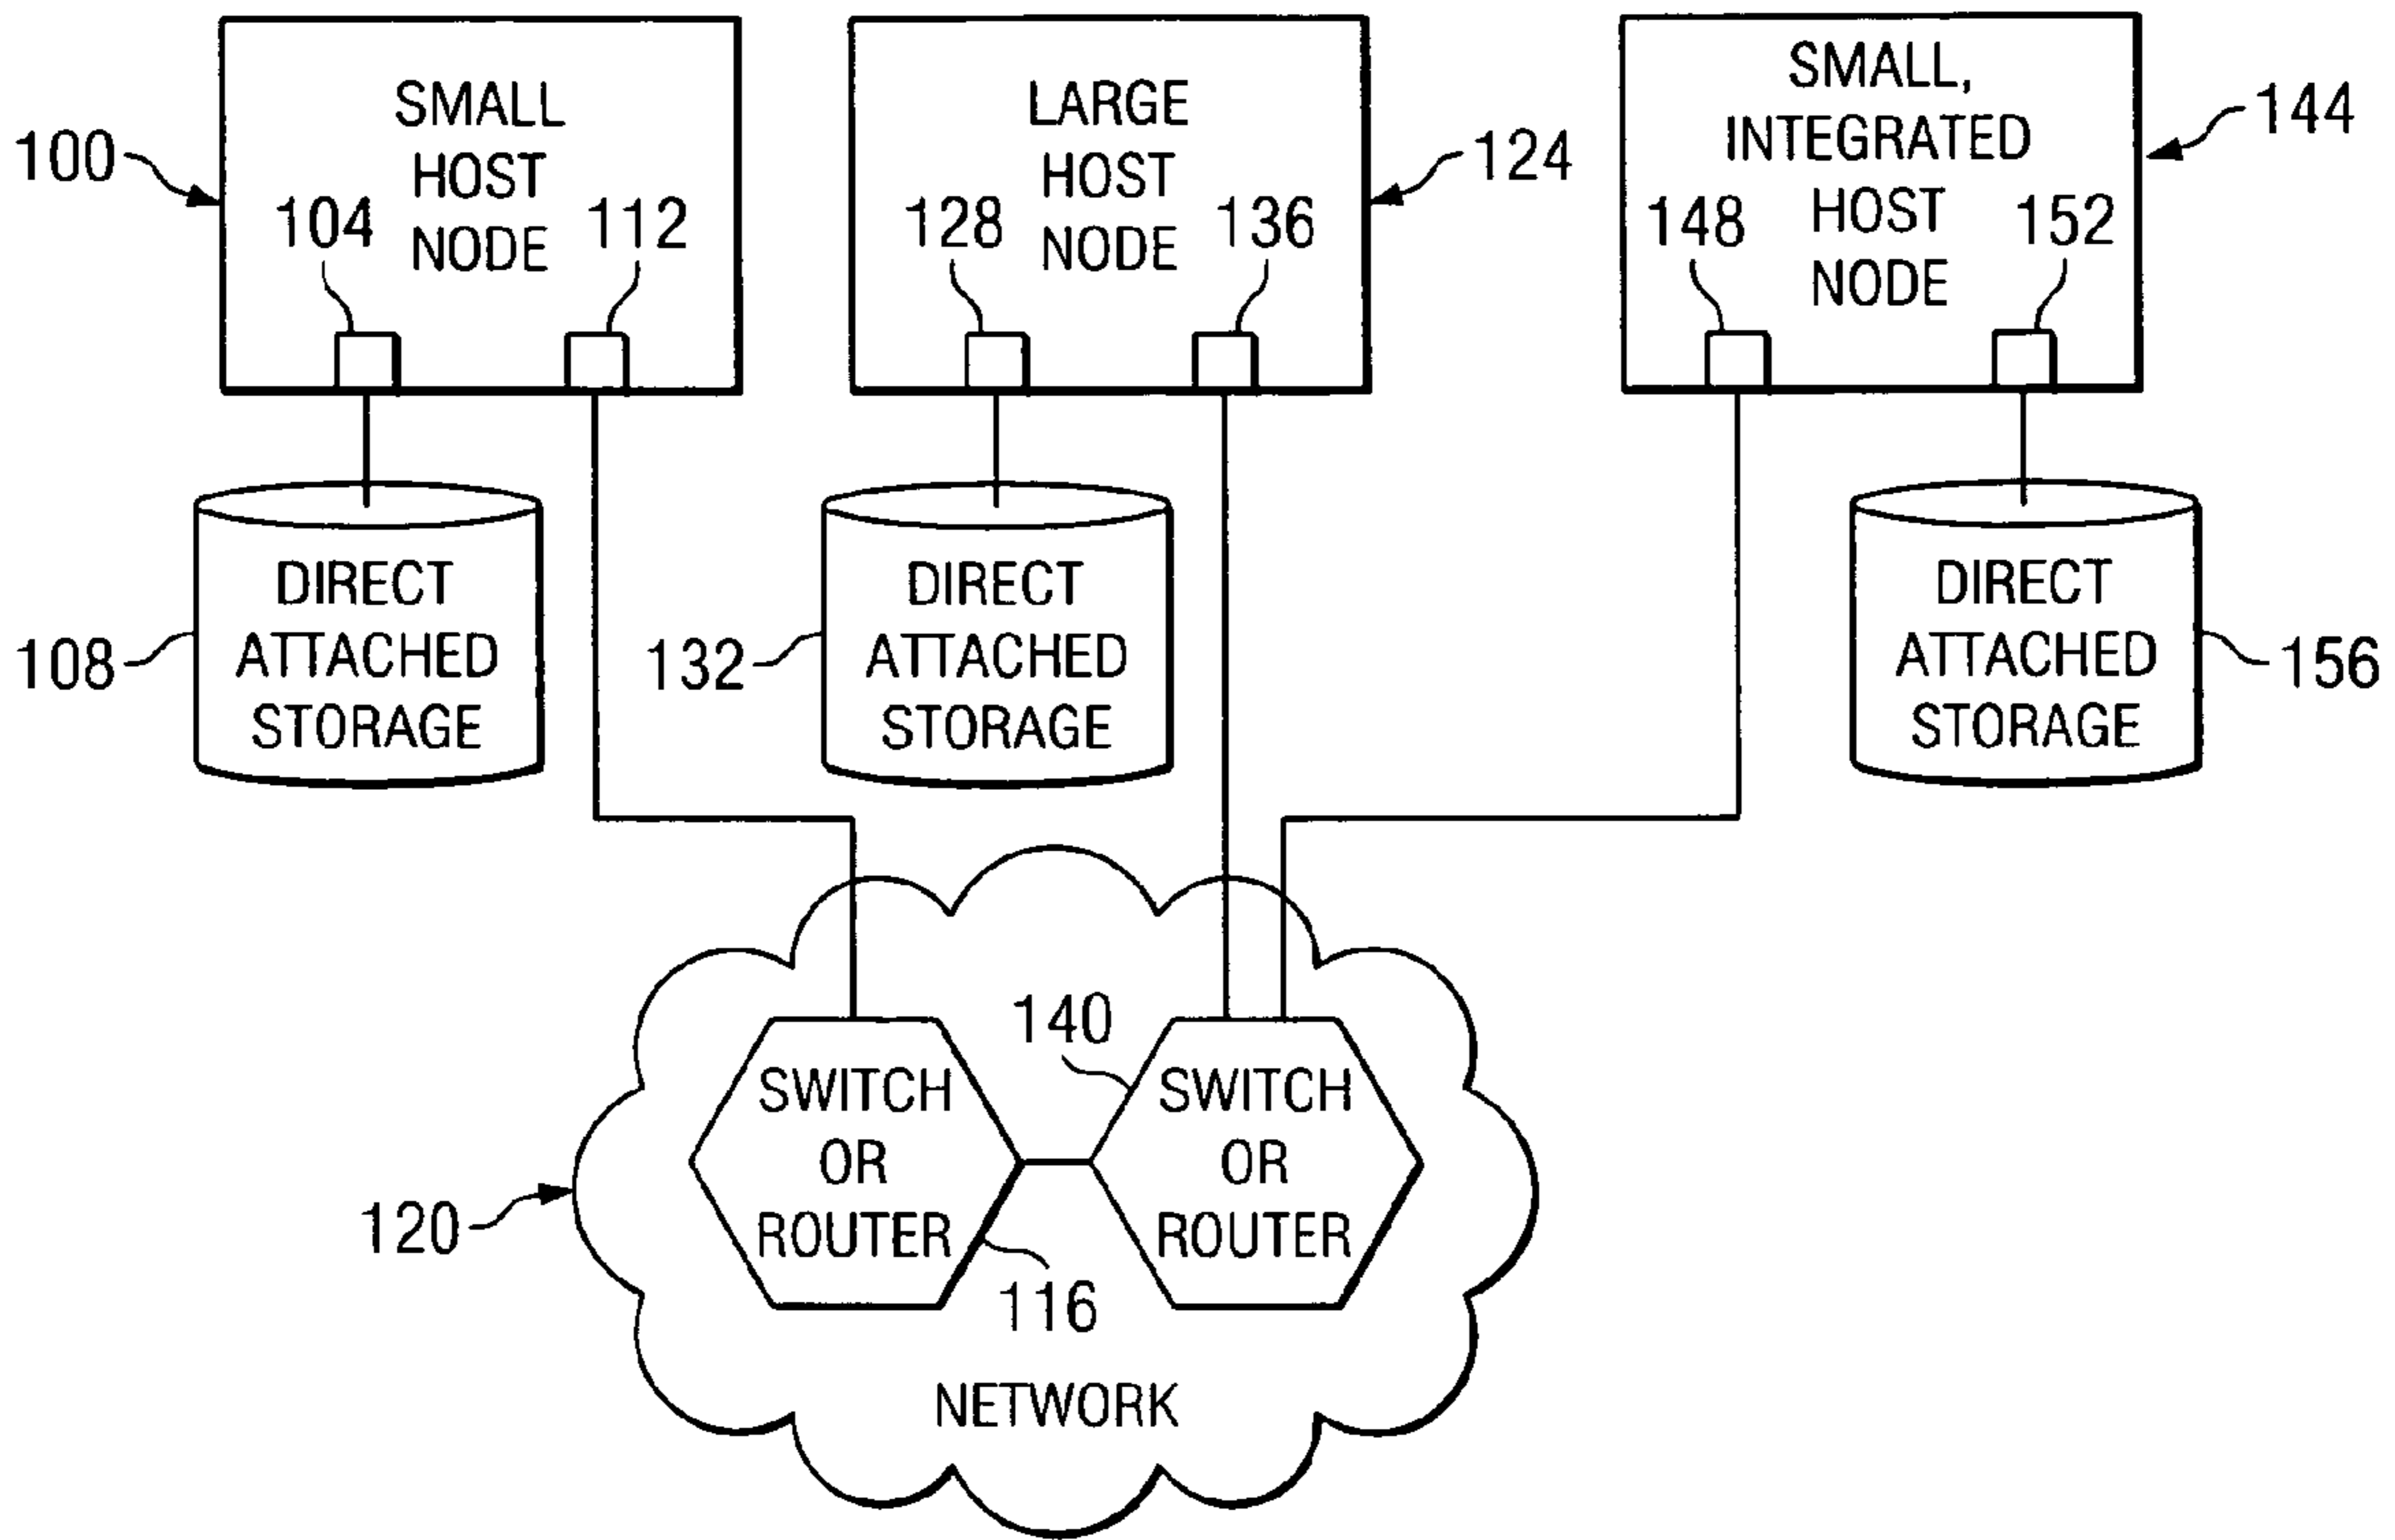 SMALL
HOST
NODE
100
104
112
LARGE
HOST
NODE
124
128
136
SMALL,
INTEGRATED
HOST
NODE
144
148
152
DIRECT
ATTACHED
STORAGE
108
DIRECT
ATTACHED
STORAGE
132
DIRECT
ATTACHED
STORAGE
156
140
SWITCH
OR
ROUTER
SWITCH
OR
ROUTER
120
116
NETWORK